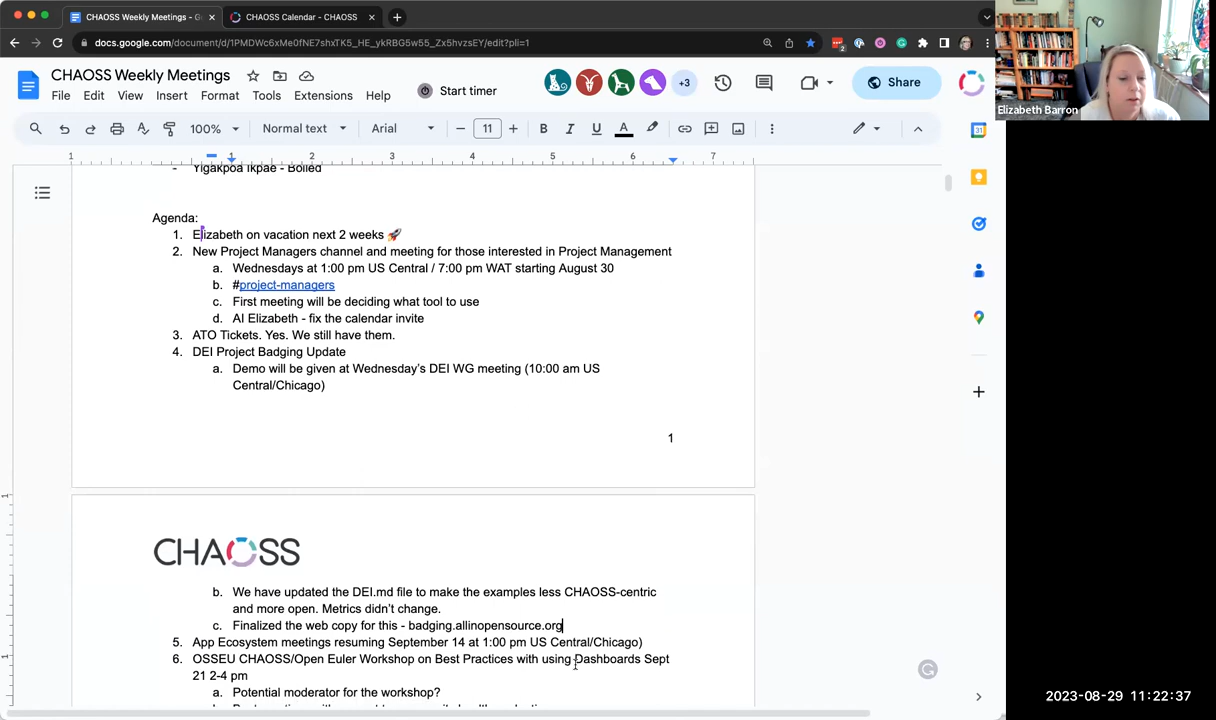 CHAOSS Weekly Meetings - G
CHAOSS Calendar - CHAOSS
docs.google.com/document/d/1PMDWc6xMe0fNE7shxTK5_HE_ykRBG5w55_Zx5hvzsEY/edit?pli=1
2
Elizabeth Barron
CHAOSS Weekly Meetings
File Edit View Insert Format Tools Extensions Help
Start timer
+3
Share
100% Normal text Arial 11 B I U A
31
1 1 2 3 4 5 6 7
- Yigakpoa Ikpae - Boiled
Agenda:
1. Elizabeth on vacation next 2 weeks 🚀
2. New Project Managers channel and meeting for those interested in Project Management
a. Wednesdays at 1:00 pm US Central / 7:00 pm WAT starting August 30
b. #project-managers
c. First meeting will be deciding what tool to use
d. AI Elizabeth - fix the calendar invite
3. ATO Tickets. Yes. We still have them.
4. DEI Project Badging Update
a. Demo will be given at Wednesday's DEI WG meeting (10:00 am US
Central/Chicago)
1
CHAOSS
b. We have updated the DEI.md file to make the examples less CHAOSS-centric
and more open. Metrics didn't change.
c. Finalized the web copy for this - badging.allinopensource.org
5. App Ecosystem meetings resuming September 14 at 1:00 pm US Central/Chicago)
6. OSSEU CHAOSS/Open Euler Workshop on Best Practices with using Dashboards Sept
21 2-4 pm
a. Potential moderator for the workshop?
2023-08-29 11:22:37